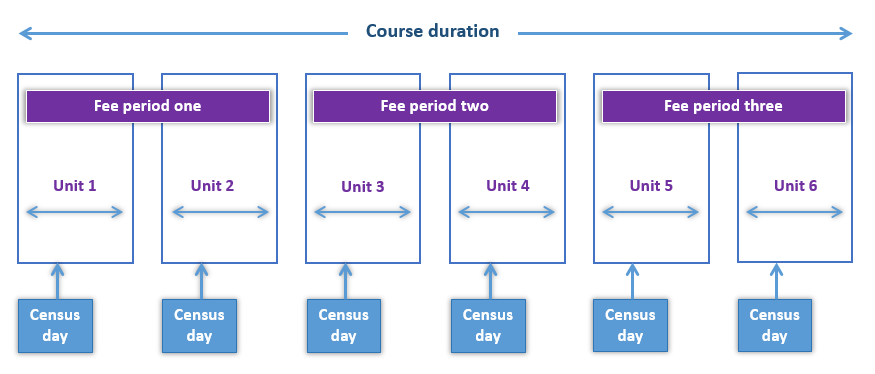 Course duration
Fee period one
Fee period two
Fee period three
Unit 1
Unit 2
Unit 3
Unit 4
Unit 5
Unit 6
Census
day
Census
day
Census
day
Census
day
Census
day
Census
day